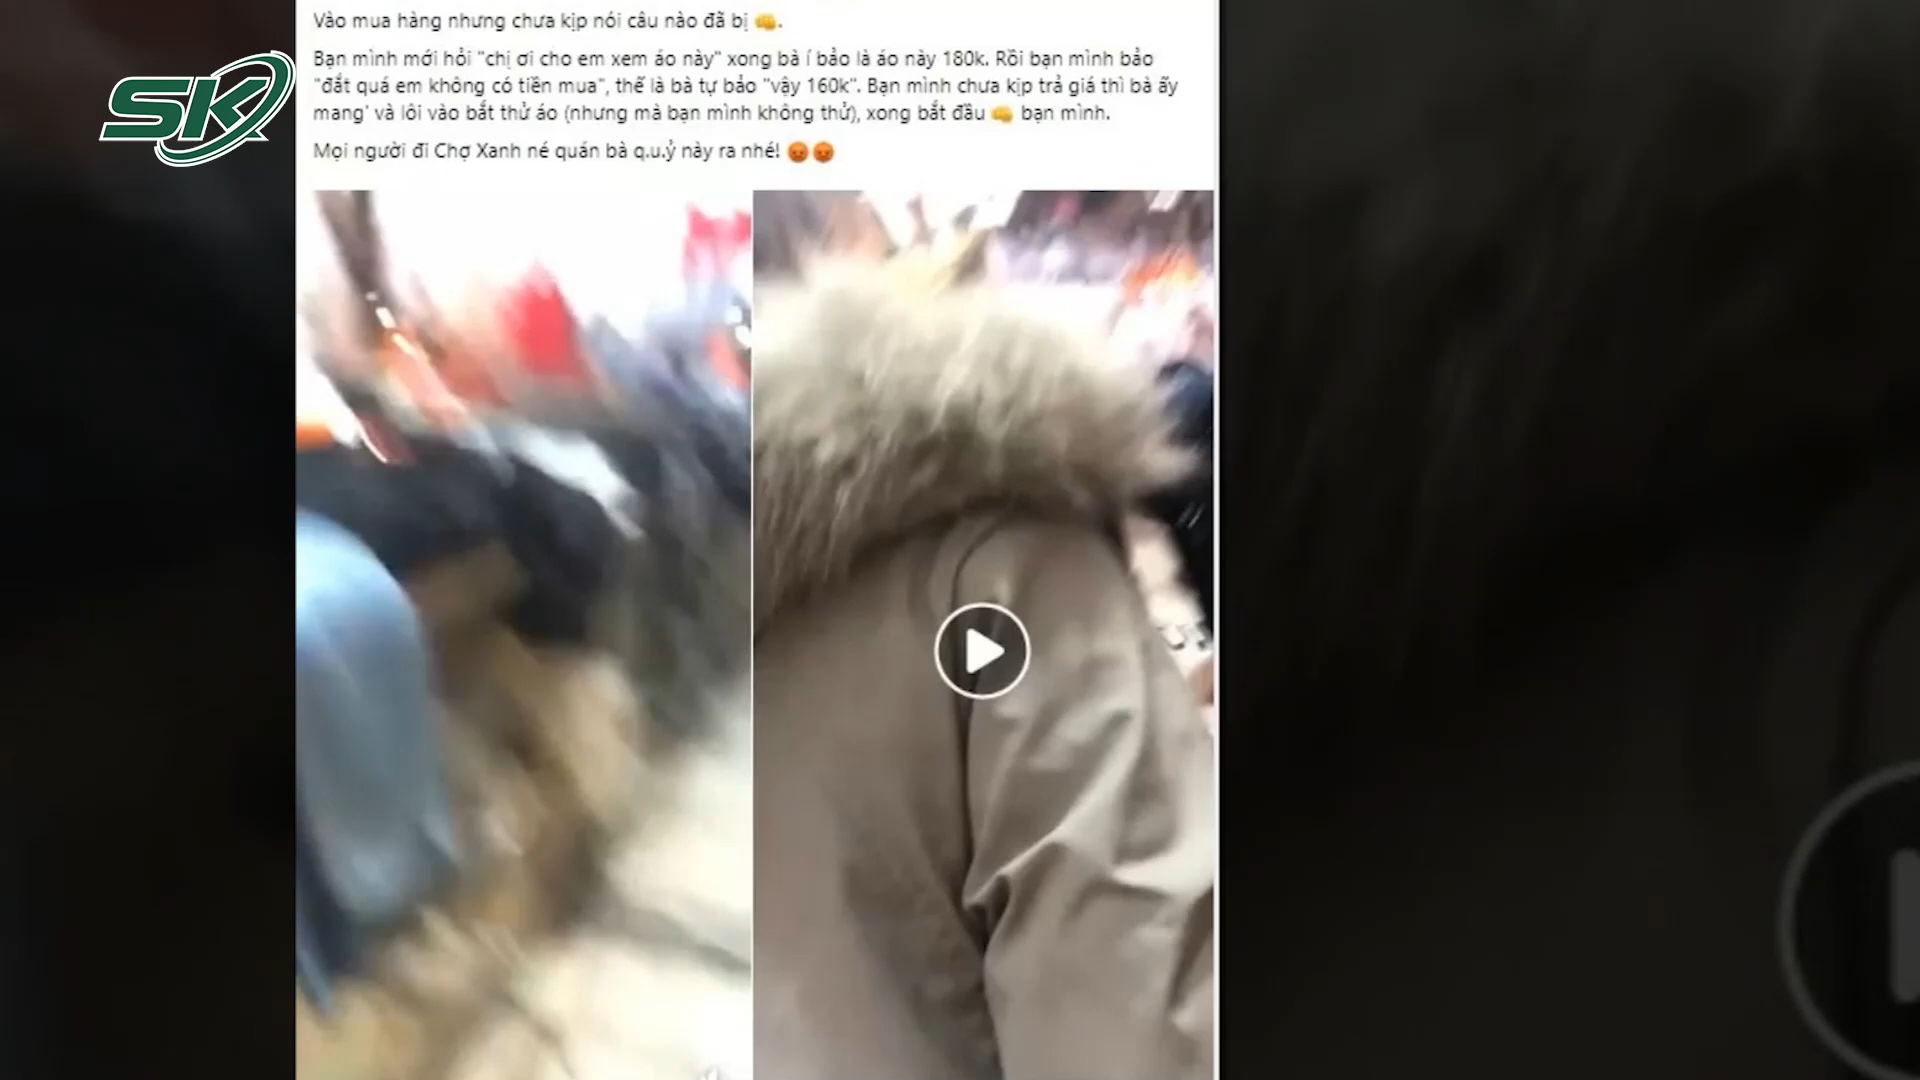 SK
Vào mua hàng nhưng chưa kịp nói câu nào đã bị 👊.
Bạn mình mới hỏi "chị ơi cho em xem áo này" xong bà í bảo là áo này 180k. Rồi bạn mình bảo
"đắt quá em không có tiền mua", thế là bà tự bảo "vậy 160k". Bạn mình chưa kịp trả giá thì bà ấy
mang' và lôi vào bắt thử áo (nhưng mà bạn mình không thử), xong bắt đầu 👊 bạn mình.
Mọi người đi Chợ Xanh né quán bà q.u.ỷ này ra nhé! 😡😡